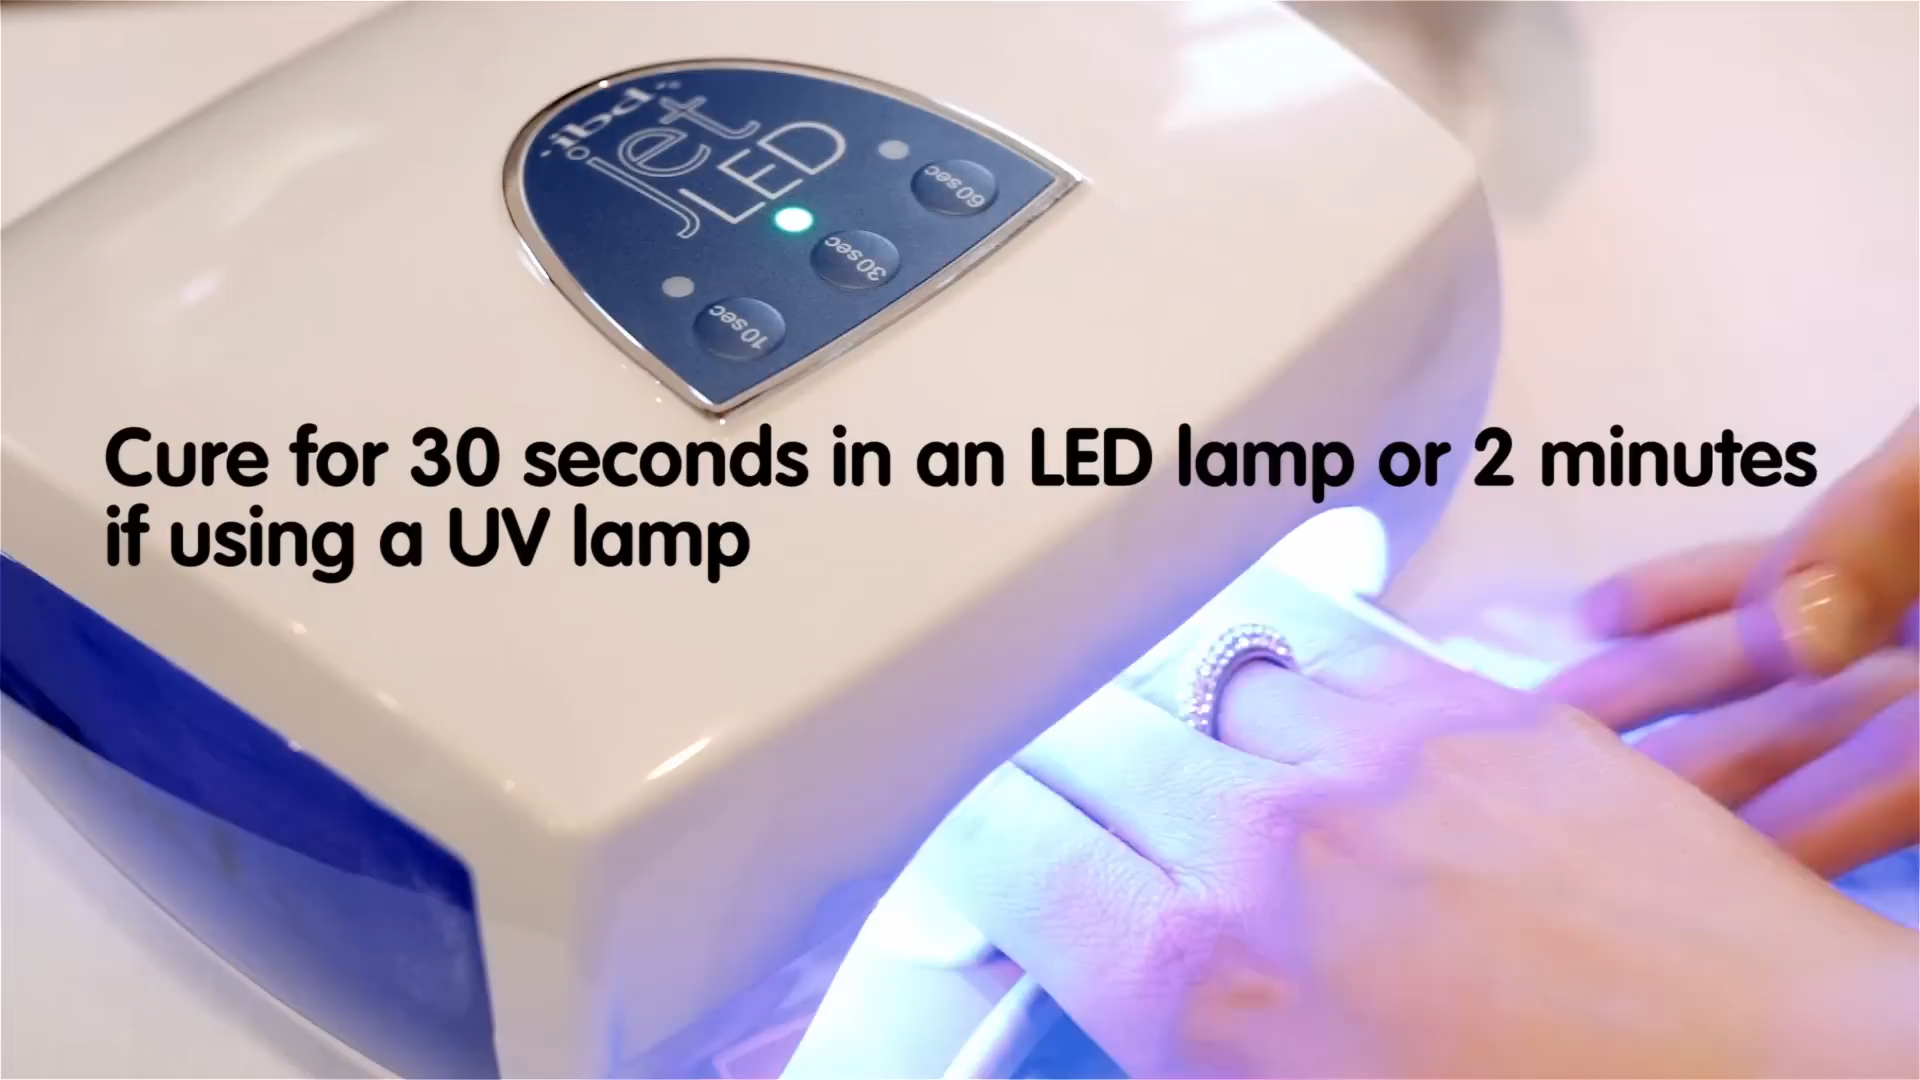 ibd
Jet
LED
60sec
30sec
10sec
Cure for 30 seconds in an LED lamp or 2 minutes
if using a UV lamp